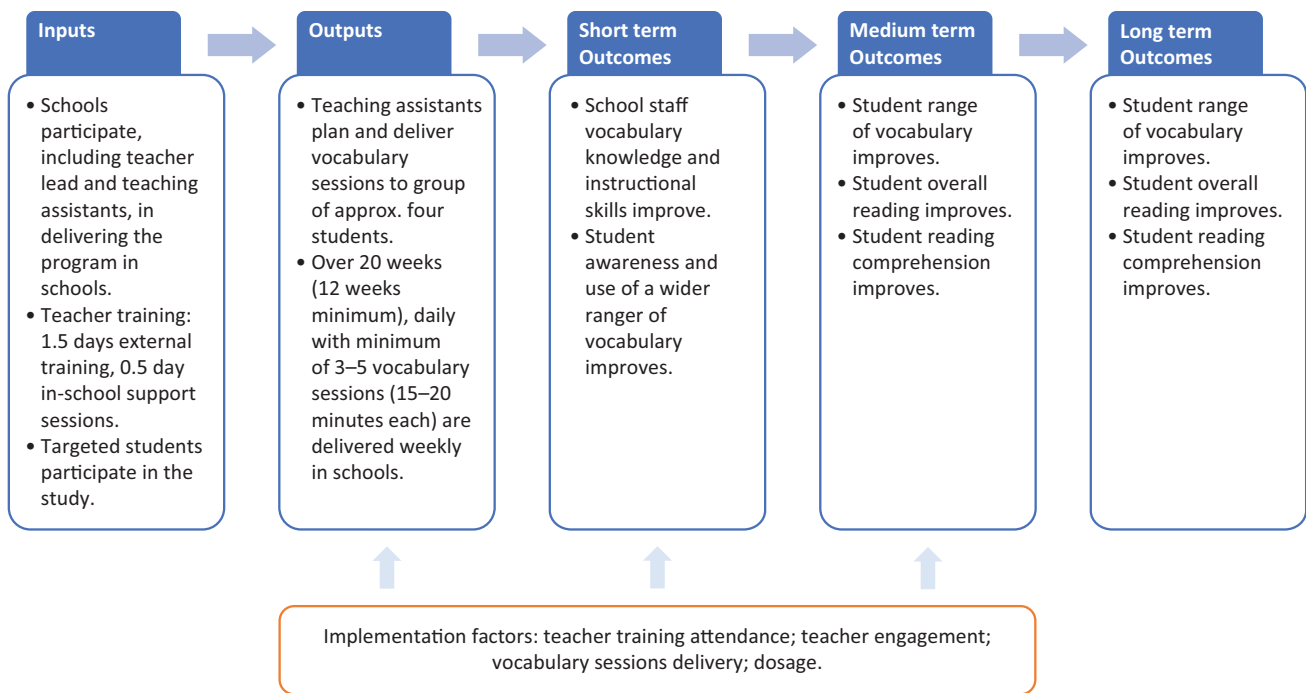 Inputs
• Schools
participate,
including teacher
lead and teaching
assistants, in
delivering the
program in
schools.
• Teacher training:
1.5 days external
training, 0.5 day
in-school support
sessions.
• Targeted students
participate in the
study.
Outputs
• Teaching assistants
plan and deliver
vocabulary
sessions to group
of approx. four
students.
• Over 20 weeks
(12 weeks
minimum), daily
with minimum
of 3–5 vocabulary
sessions (15–20
minutes each) are
delivered weekly
in schools.
Short term
Outcomes
• School staff
vocabulary
knowledge and
instructional
skills improve.
• Student
awareness and
use of a wider
ranger of
vocabulary
improves.
Medium term
Outcomes
• Student range
of vocabulary
improves.
• Student overall
reading improves.
• Student reading
comprehension
improves.
Long term
Outcomes
• Student range
of vocabulary
improves.
• Student overall
reading improves.
• Student reading
comprehension
improves.
Implementation factors: teacher training attendance; teacher engagement;
vocabulary sessions delivery; dosage.